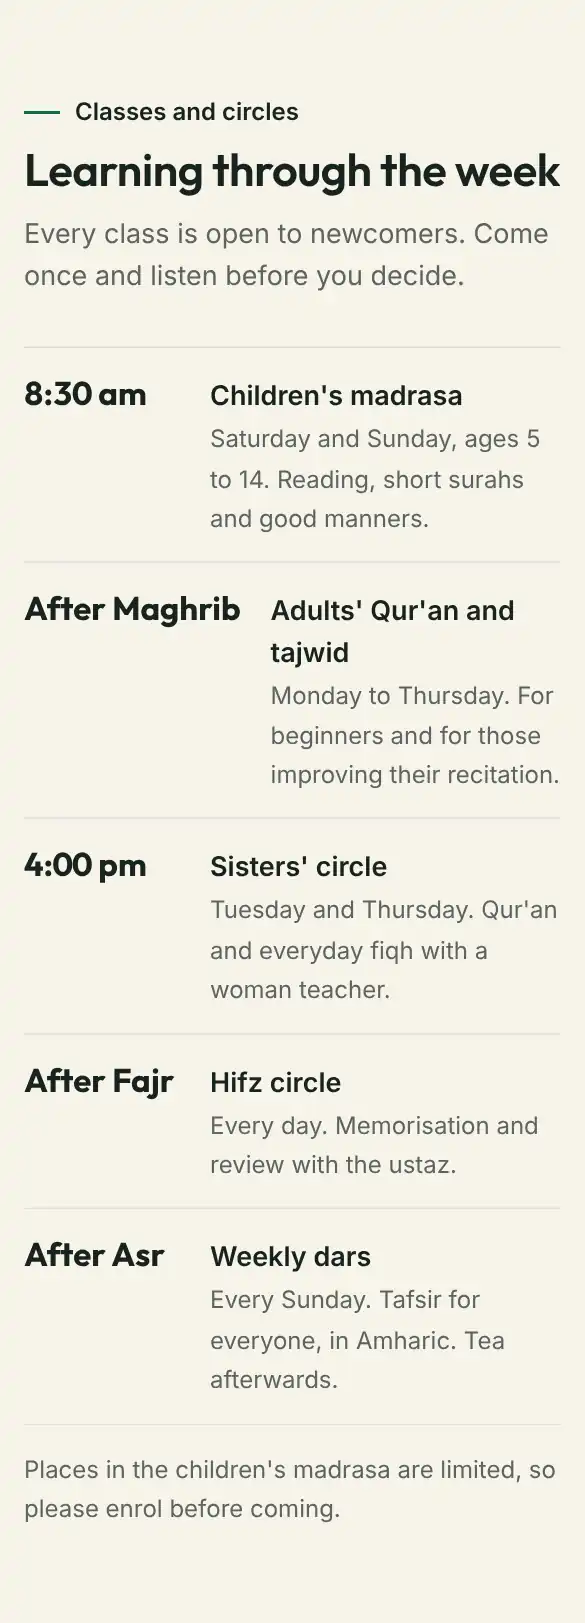 Classes and circles
Learning through the week
Every class is open to newcomers. Come
once and listen before you decide.
8:30 am
Children's madrasa
Saturday and Sunday, ages 5
to 14. Reading, short surahs
and good manners.
After Maghrib
Adults' Qur'an and
tajwid
Monday to Thursday. For
beginners and for those
improving their recitation.
4:00 pm
Sisters' circle
Tuesday and Thursday. Qur'an
and everyday fiqh with a
woman teacher.
After Fajr
Hifz circle
Every day. Memorisation and
review with the ustaz.
After Asr
Weekly dars
Every Sunday. Tafsir for
everyone, in Amharic. Tea
afterwards.
Places in the children's madrasa are limited, so
please enrol before coming.